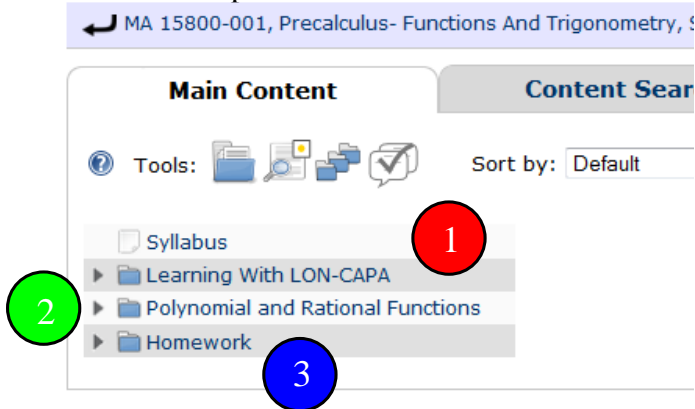 MA 15800-001, Precalculus- Functions And Trigonometry,
Main Content
Content Sear
Tools:
Sort by: Default
Syllabus
1
Learning With LON-CAPA
2
Polynomial and Rational Functions
Homework
3